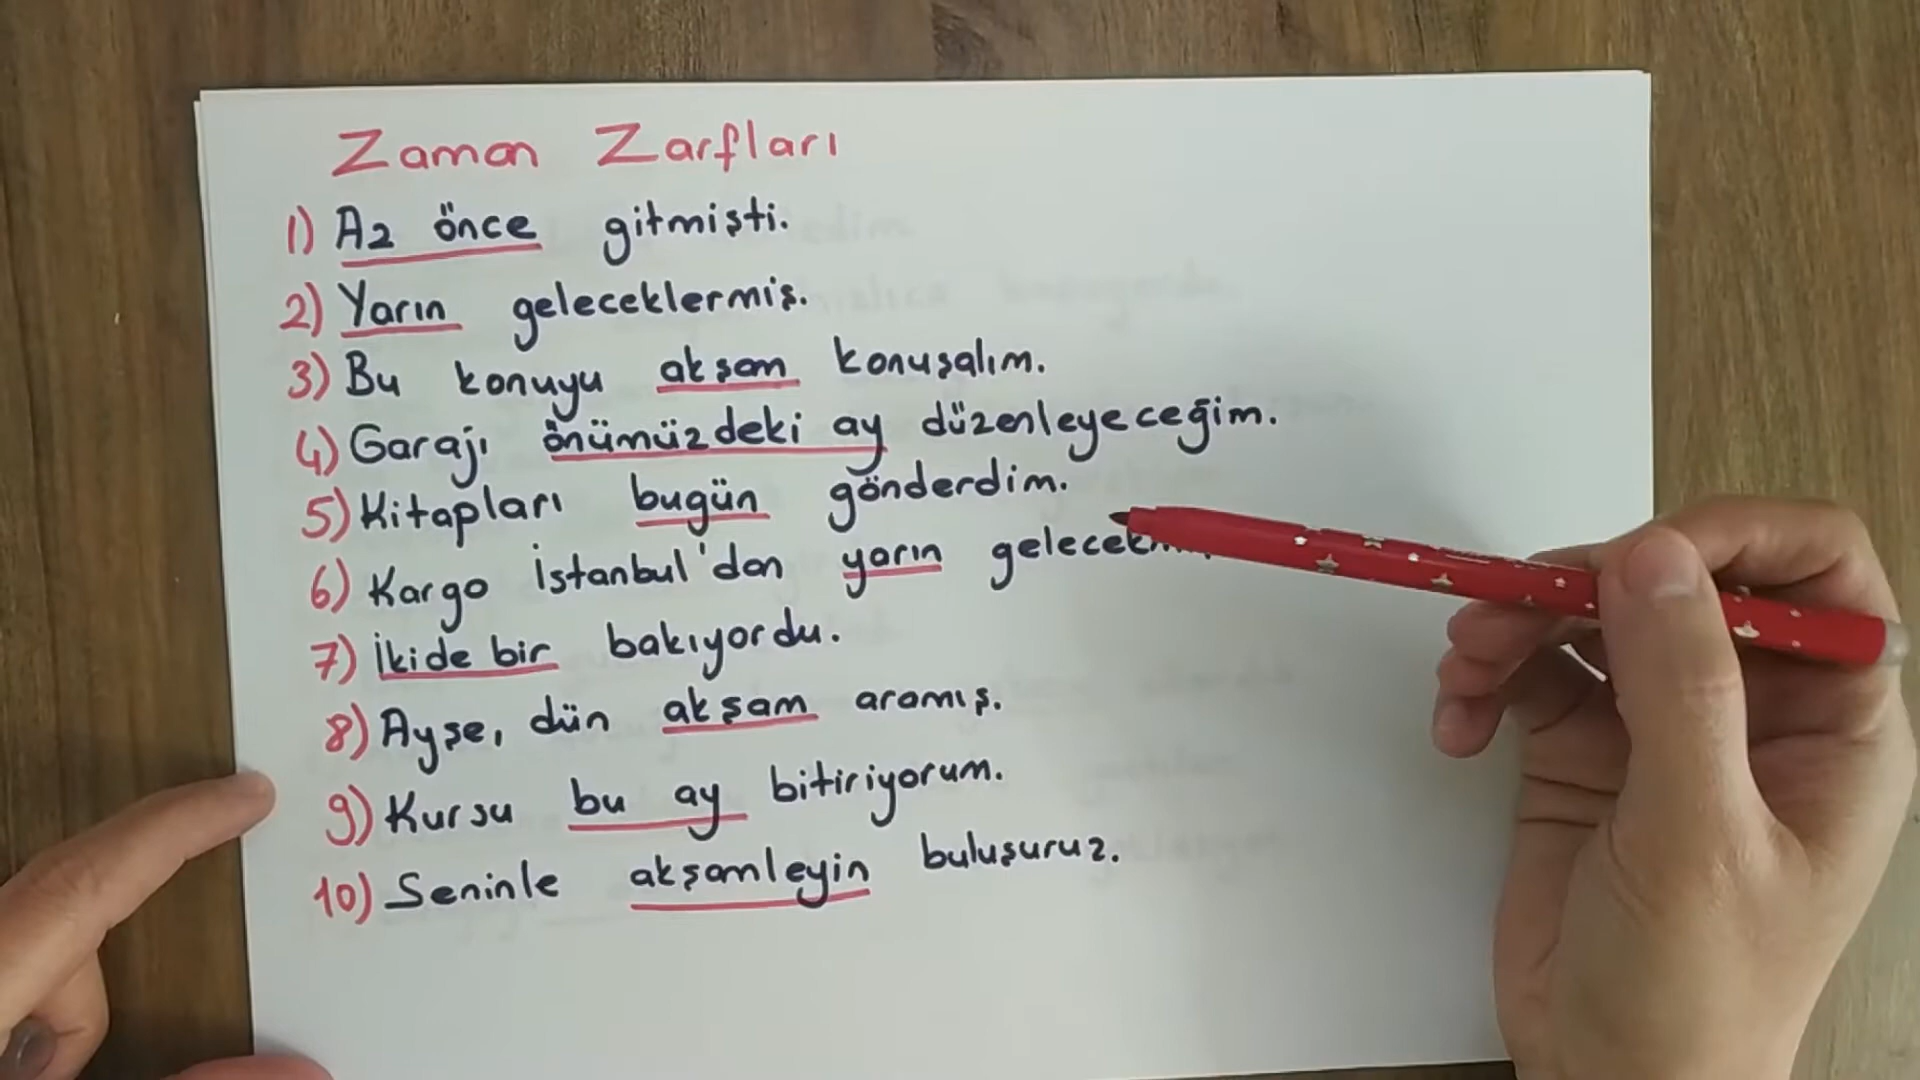 Zaman Zarfları
1) Az önce gitmişti.
2) Yarın geleceklermiş.
3) Bu konuyu akşam konuşalım.
4) Garajı önümüzdeki ay düzenleyeceğim.
5) Kitapları bugün gönderdim.
6) Kargo İstanbul'dan yarın
7) İkide bir bakıyordu.
8) Ayşe, dün akşam aramış.
9) Kursu bu ay bitiriyorum.
10) Seninle akşamleyin buluşuruz.